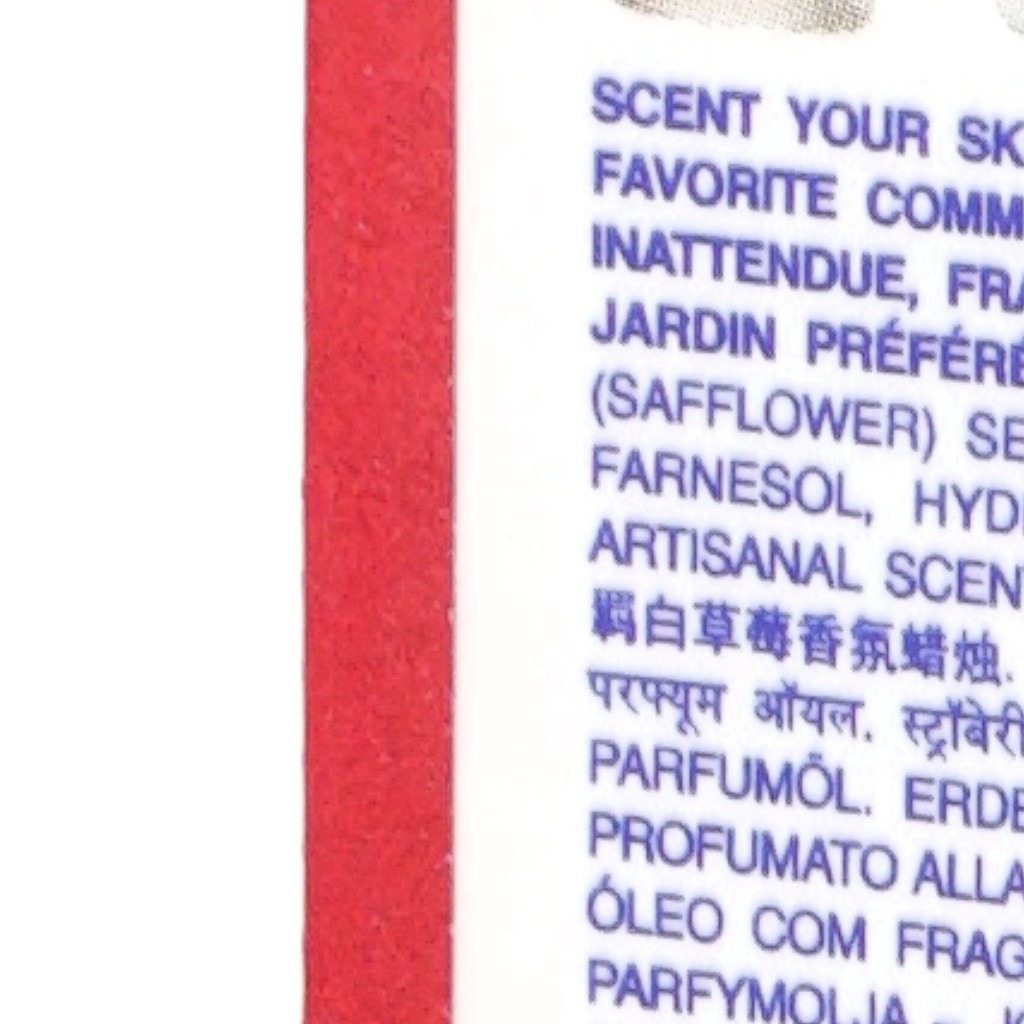 SCENT YOUR SK
FAVORITE COMM
INATTENDUE, FRA
JARDIN PRÉFÉRÉ
(SAFFLOWER) SE
FARNESOL, HYD
ARTISANAL SCENT
白草莓香氛蜡烛.
परफ्यूम ऑयल. स्ट्रॉबेरी
PARFUMÖL. ERDE
PROFUMATO ALLA
ÓLEO COM FRAG
PARFYMOLJA –